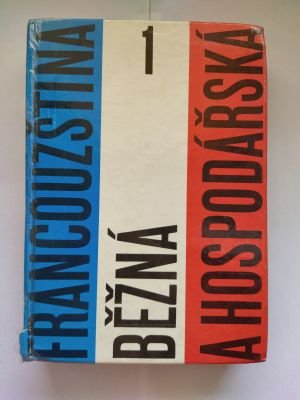 FRANCOUZŠTINA
BĚŽNÁ
1
A HOSPODÁŘSKÁ